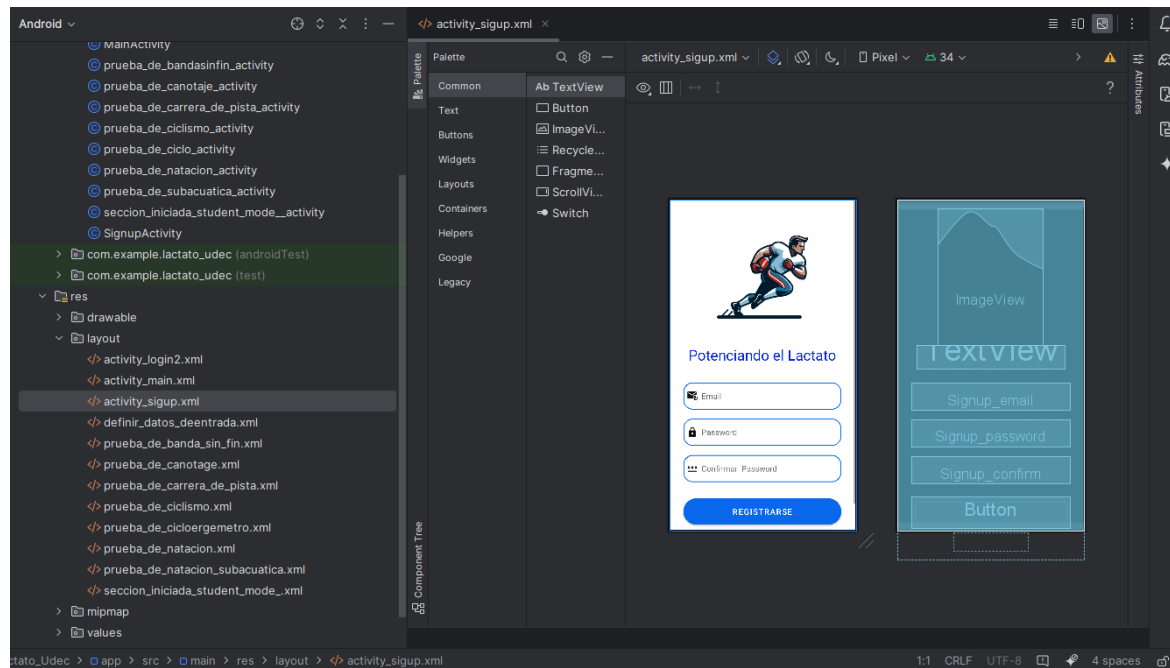 Android
activity_sigup.xml
MainActivity
prueba_de_bandasinfin_activity
prueba_de_canotaje_activity
prueba_de_carrera_de_pista_activity
prueba_de_ciclismo_activity
prueba_de_ciclo_activity
prueba_de_natacion_activity
prueba_de_subacuatica_activity
seccion_iniciada_student_mode__activity
SignupActivity
com.example.lactato_udec (androidTest)
com.example.lactato_udec (test)
res
drawable
layout
activity_login2.xml
activity_main.xml
activity_sigup.xml
definir_datos_deentrada.xml
prueba_de_banda_sin_fin.xml
prueba_de_canotage.xml
prueba_de_carrera_de_pista.xml
prueba_de_ciclismo.xml
prueba_de_cicloergemetro.xml
prueba_de_natacion.xml
prueba_de_natacion_subacuatica.xml
seccion_iniciada_student_mode_.xml
mipmap
values
Palette
Component Tree
Palette
Common
Text
Buttons
Widgets
Layouts
Containers
Helpers
Google
Legacy
Ab TextView
Button
ImageVi...
Recycle...
Fragme...
ScrollVi...
Switch
activity_sigup.xml Pixel 34
Attributes
Potenciando el Lactato
Email
Password
Confirmar Password
REGISTRARSE
ImageView
TextView
Signup_email
Signup_password
Signup_confirm
Button
ctato_Udec > app > src > main > res > layout > activity_sigup.xml
1:1 CRLF UTF-8 4 spaces